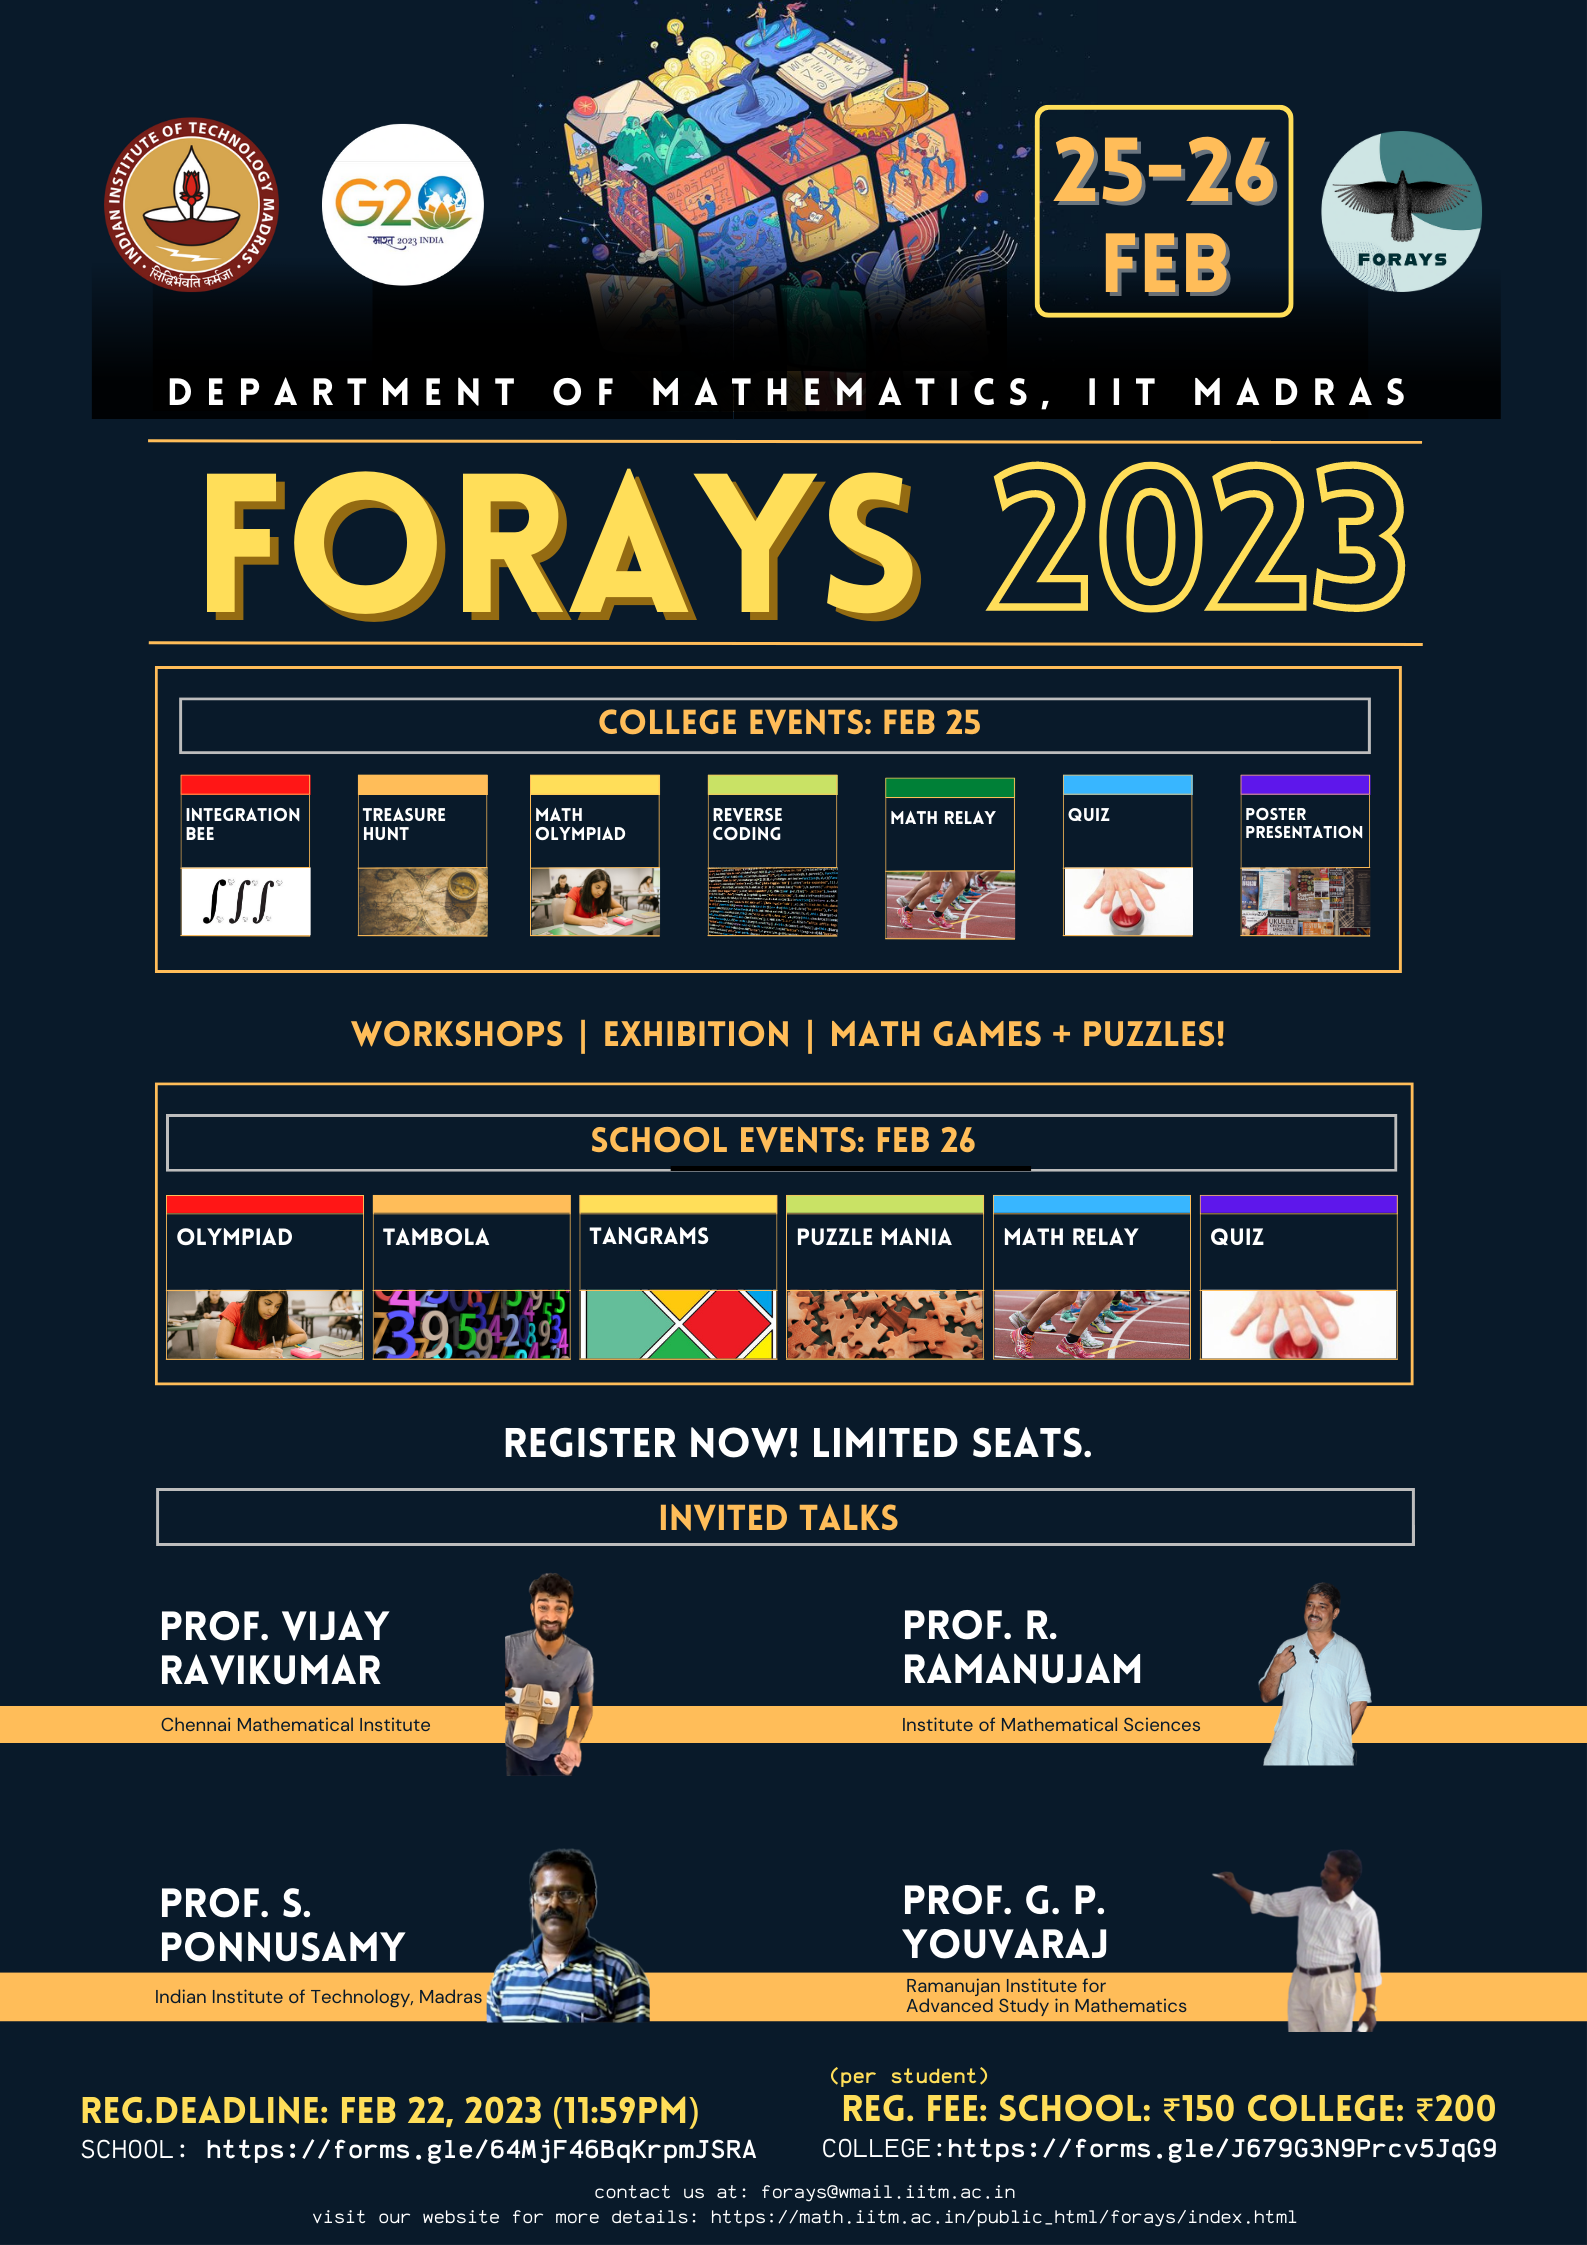 INDIAN INSTITUTE OF TECHNOLOGY MADRAS
सिद्धिर्भवति कर्मजा
G20
भारत 2023 INDIA
25-26
FEB
FORAYS
DEPARTMENT OF MATHEMATICS, IIT MADRAS
FORAYS 2023
COLLEGE EVENTS: FEB 25
INTEGRATION
BEE
TREASURE
HUNT
MATH
OLYMPIAD
REVERSE
CODING
MATH RELAY
QUIZ
POSTER
PRESENTATION
∫∫∫
UKULELE
WORKSHOPS | EXHIBITION | MATH GAMES + PUZZLES!
SCHOOL EVENTS: FEB 26
OLYMPIAD
TAMBOLA
TANGRAMS
PUZZLE MANIA
MATH RELAY
QUIZ
REGISTER NOW! LIMITED SEATS.
INVITED TALKS
PROF. VIJAY
RAVIKUMAR
Chennai Mathematical Institute
PROF. R.
RAMANUJAM
Institute of Mathematical Sciences
PROF. S.
PONNUSAMY
Indian Institute of Technology, Madras
PROF. G. P.
YOUVARAJ
Ramanujan Institute for
Advanced Study in Mathematics
REG.DEADLINE: FEB 22, 2023 (11:59PM)
SCHOOL: https://forms.gle/64MjF46BqKrpmJSRA
(per student)
REG. FEE: SCHOOL: ₹150 COLLEGE: ₹200
COLLEGE:https://forms.gle/J679G3N9Prcv5JqG9
contact us at: forays@wmail.iitm.ac.in
visit our website for more details: https://math.iitm.ac.in/public_html/forays/index.html